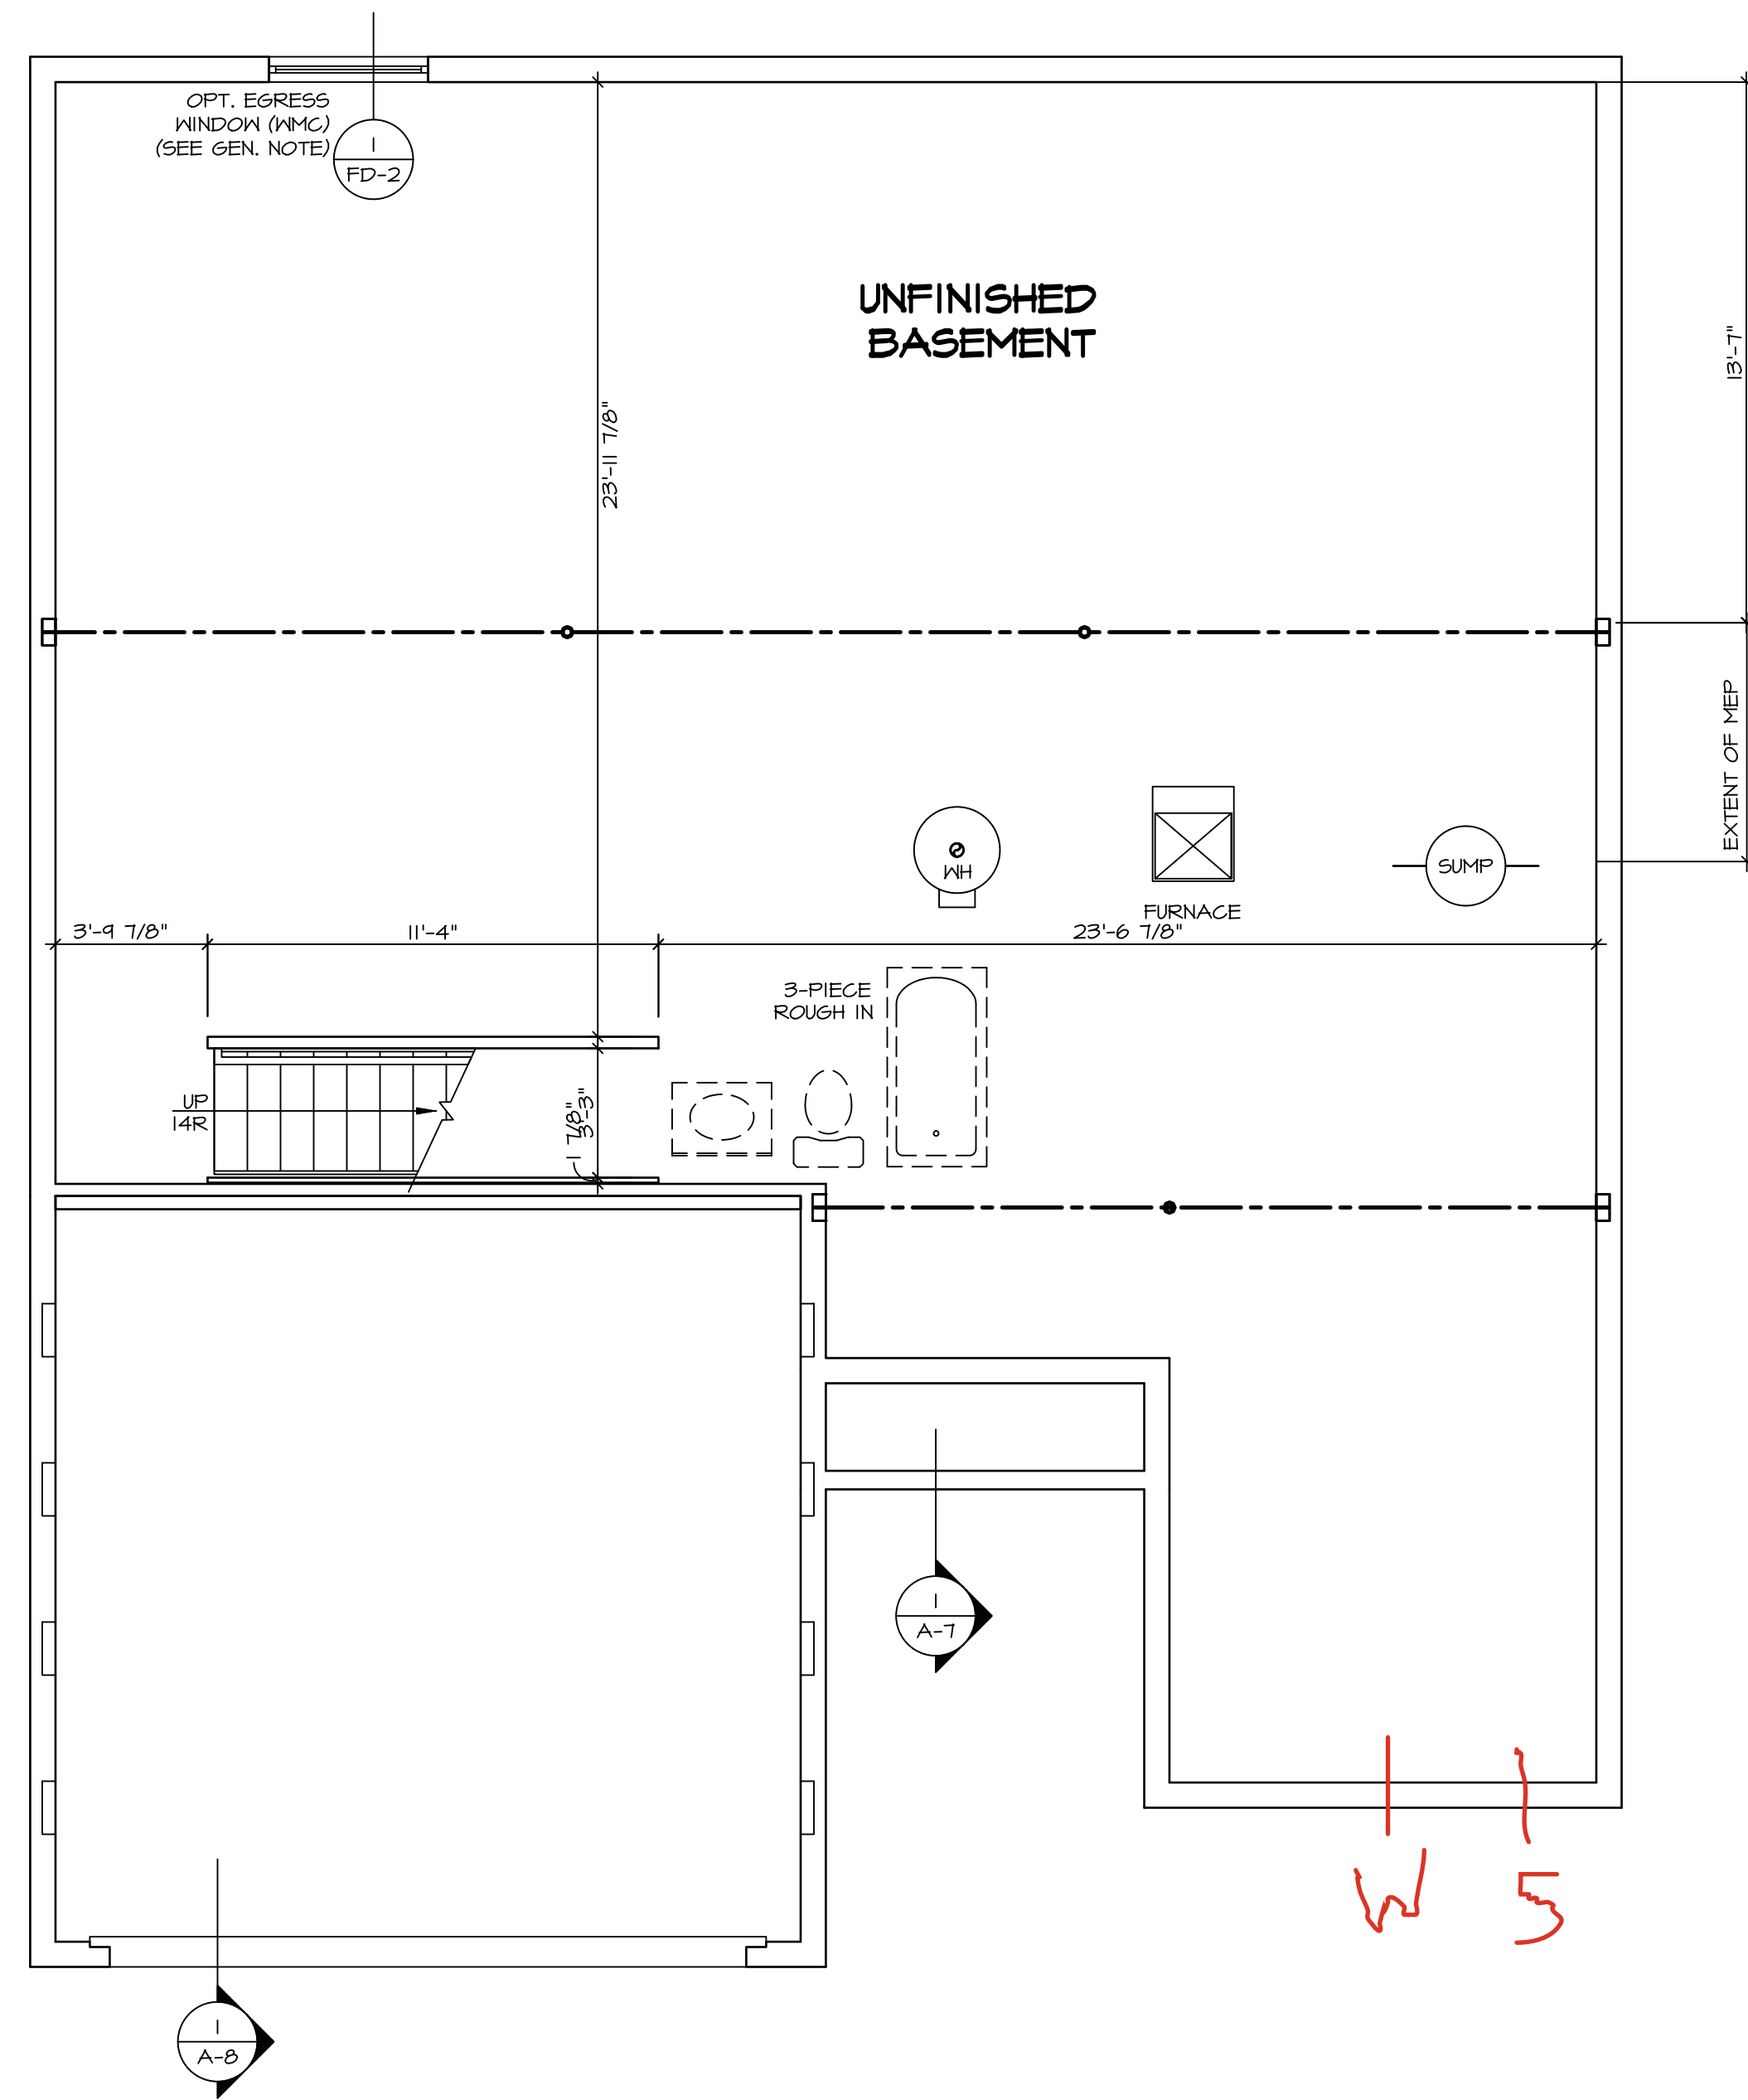 OPT. EGRESS
WINDOW (WMC)
(SEE GEN. NOTE)
1
FD-2
UNFINISHED
BASEMENT
13'-7"
23'-11 7/8"
EXTENT OF MEP
WH
SUMP
FURNACE
3'-9 7/8"
11'-4"
23'-6 7/8"
3-PIECE
ROUGH IN
UP
14R
1 7/8"
3'-3"
1
A-7
W
5
1
A-8